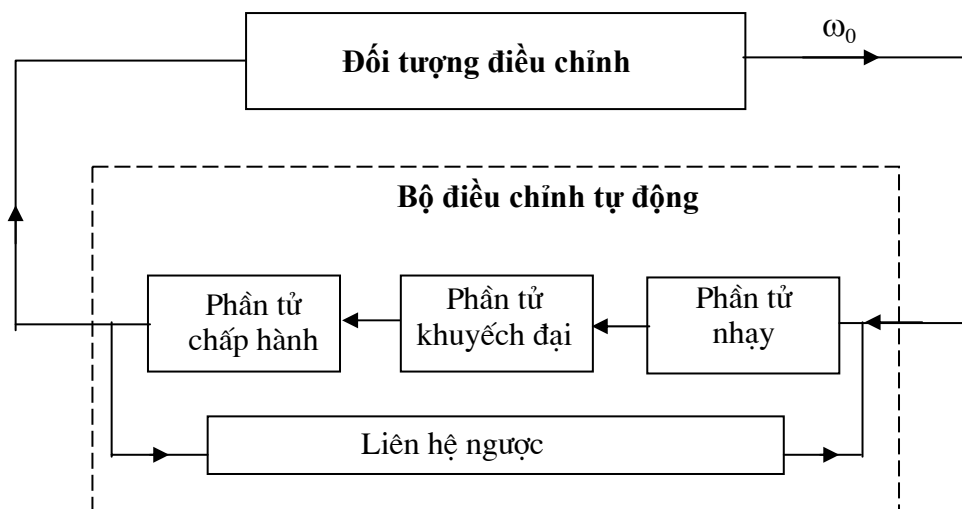 ω0
Đối tượng điều chỉnh
Bộ điều chỉnh tự động
Phần tử
chấp hành
Phần tử
khuyếch đại
Phần tử
nhạy
Liên hệ ngược